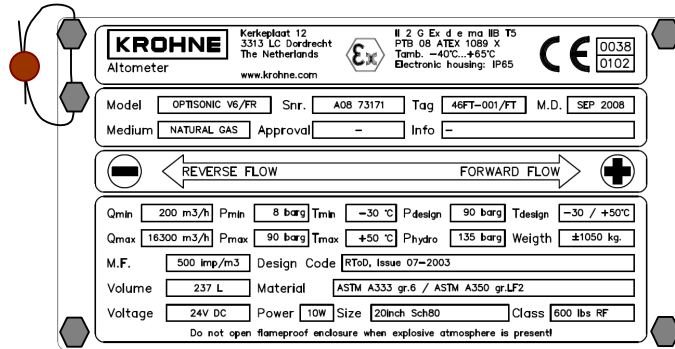 KROHNE
Altometer
Kerkeplaat 12
3313 LC Dordrecht
The Netherlands
www.krohne.com
Ɛx
II 2 G Ex d e ma IIB T5
PTB 08 ATEX 1089 X
Tamb. -40℃...+65℃
Electronic housing: IP65
CE 0038
0102
Model OPTISONIC V6/FR Snr. A08 73171 Tag 46FT-001/FT M.D. SEP 2008
Medium NATURAL GAS Approval - Info -
REVERSE FLOW FORWARD FLOW
Qmin 200 m3/h Pmin 8 barg Tmin -30 ℃ Pdesign 90 barg Tdesign -30 / +50℃
Qmax 16300 m3/h Pmax 90 barg Tmax +50 ℃ Phydro 135 barg Weigth ±1050 kg.
M.F. 500 imp/m3 Design Code RToD, Issue 07-2003
Volume 237 L Material ASTM A333 gr.6 / ASTM A350 gr.LF2
Voltage 24V DC Power 10W Size 20inch Sch80 Class 600 lbs RF
Do not open flameproof enclosure when explosive atmosphere is present!